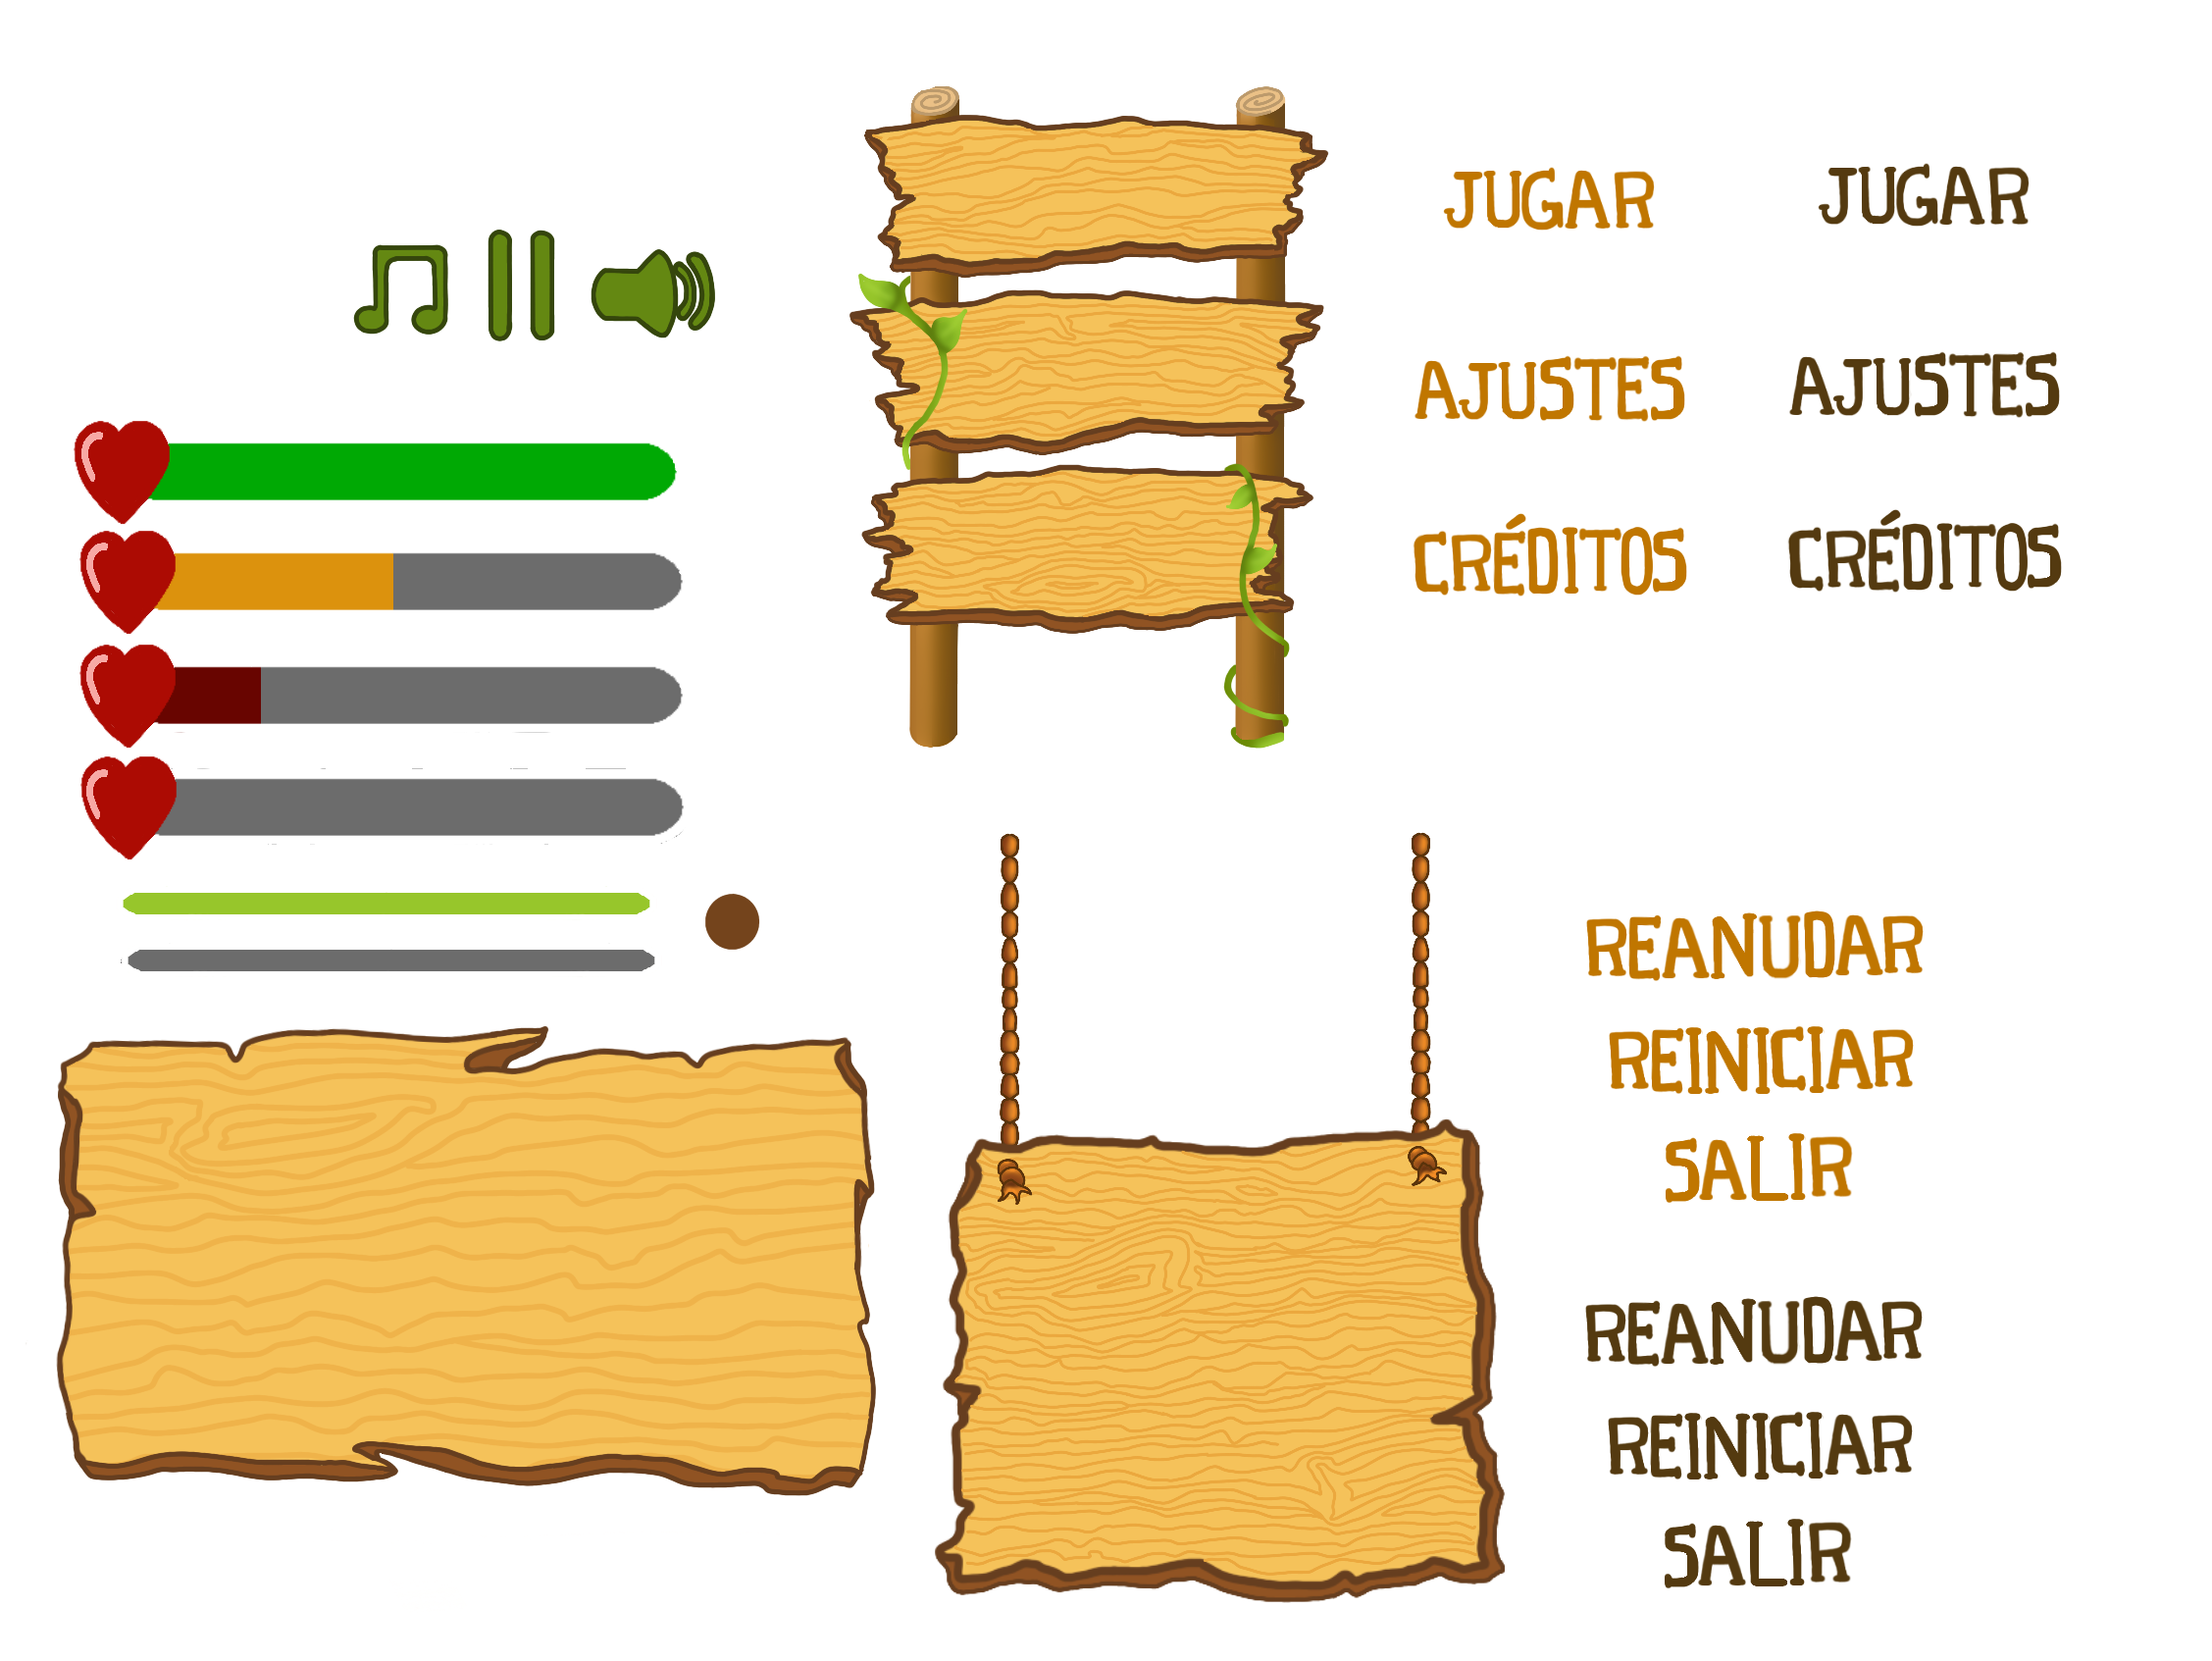 JUGAR JUGAR
AJUSTES AJUSTES
CRÉDITOS CRÉDITOS
REANUDAR
REINICIAR
SALIR
REANUDAR
REINICIAR
SALIR